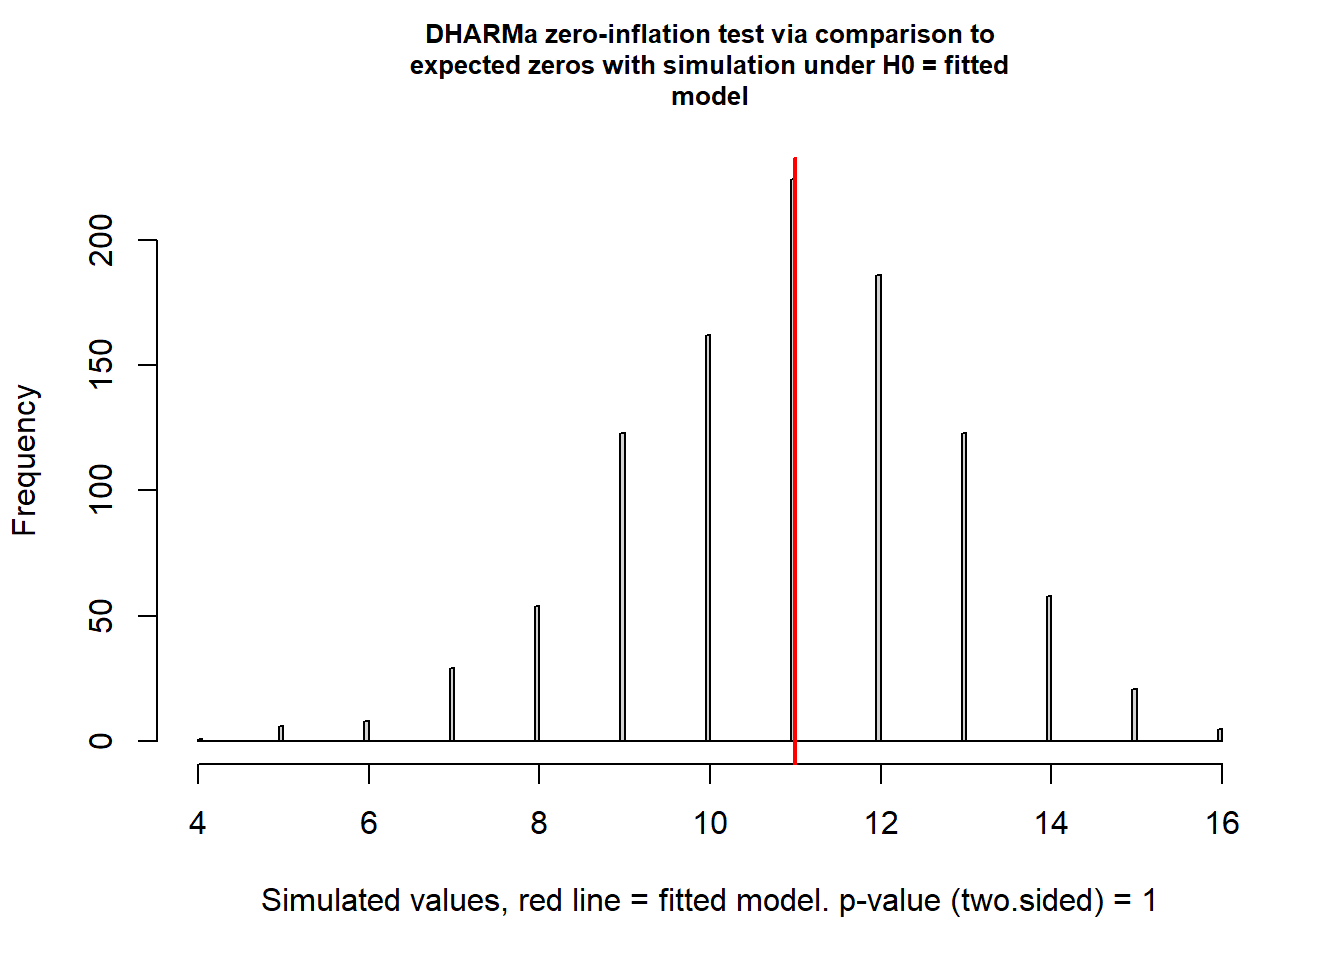 DHARMa zero-inflation test via comparison to
expected zeros with simulation under H0 = fitted
model
Frequency
200
150
100
50
0
4 6 8 10 12 14 16
Simulated values, red line = fitted model. p-value (two.sided) = 1